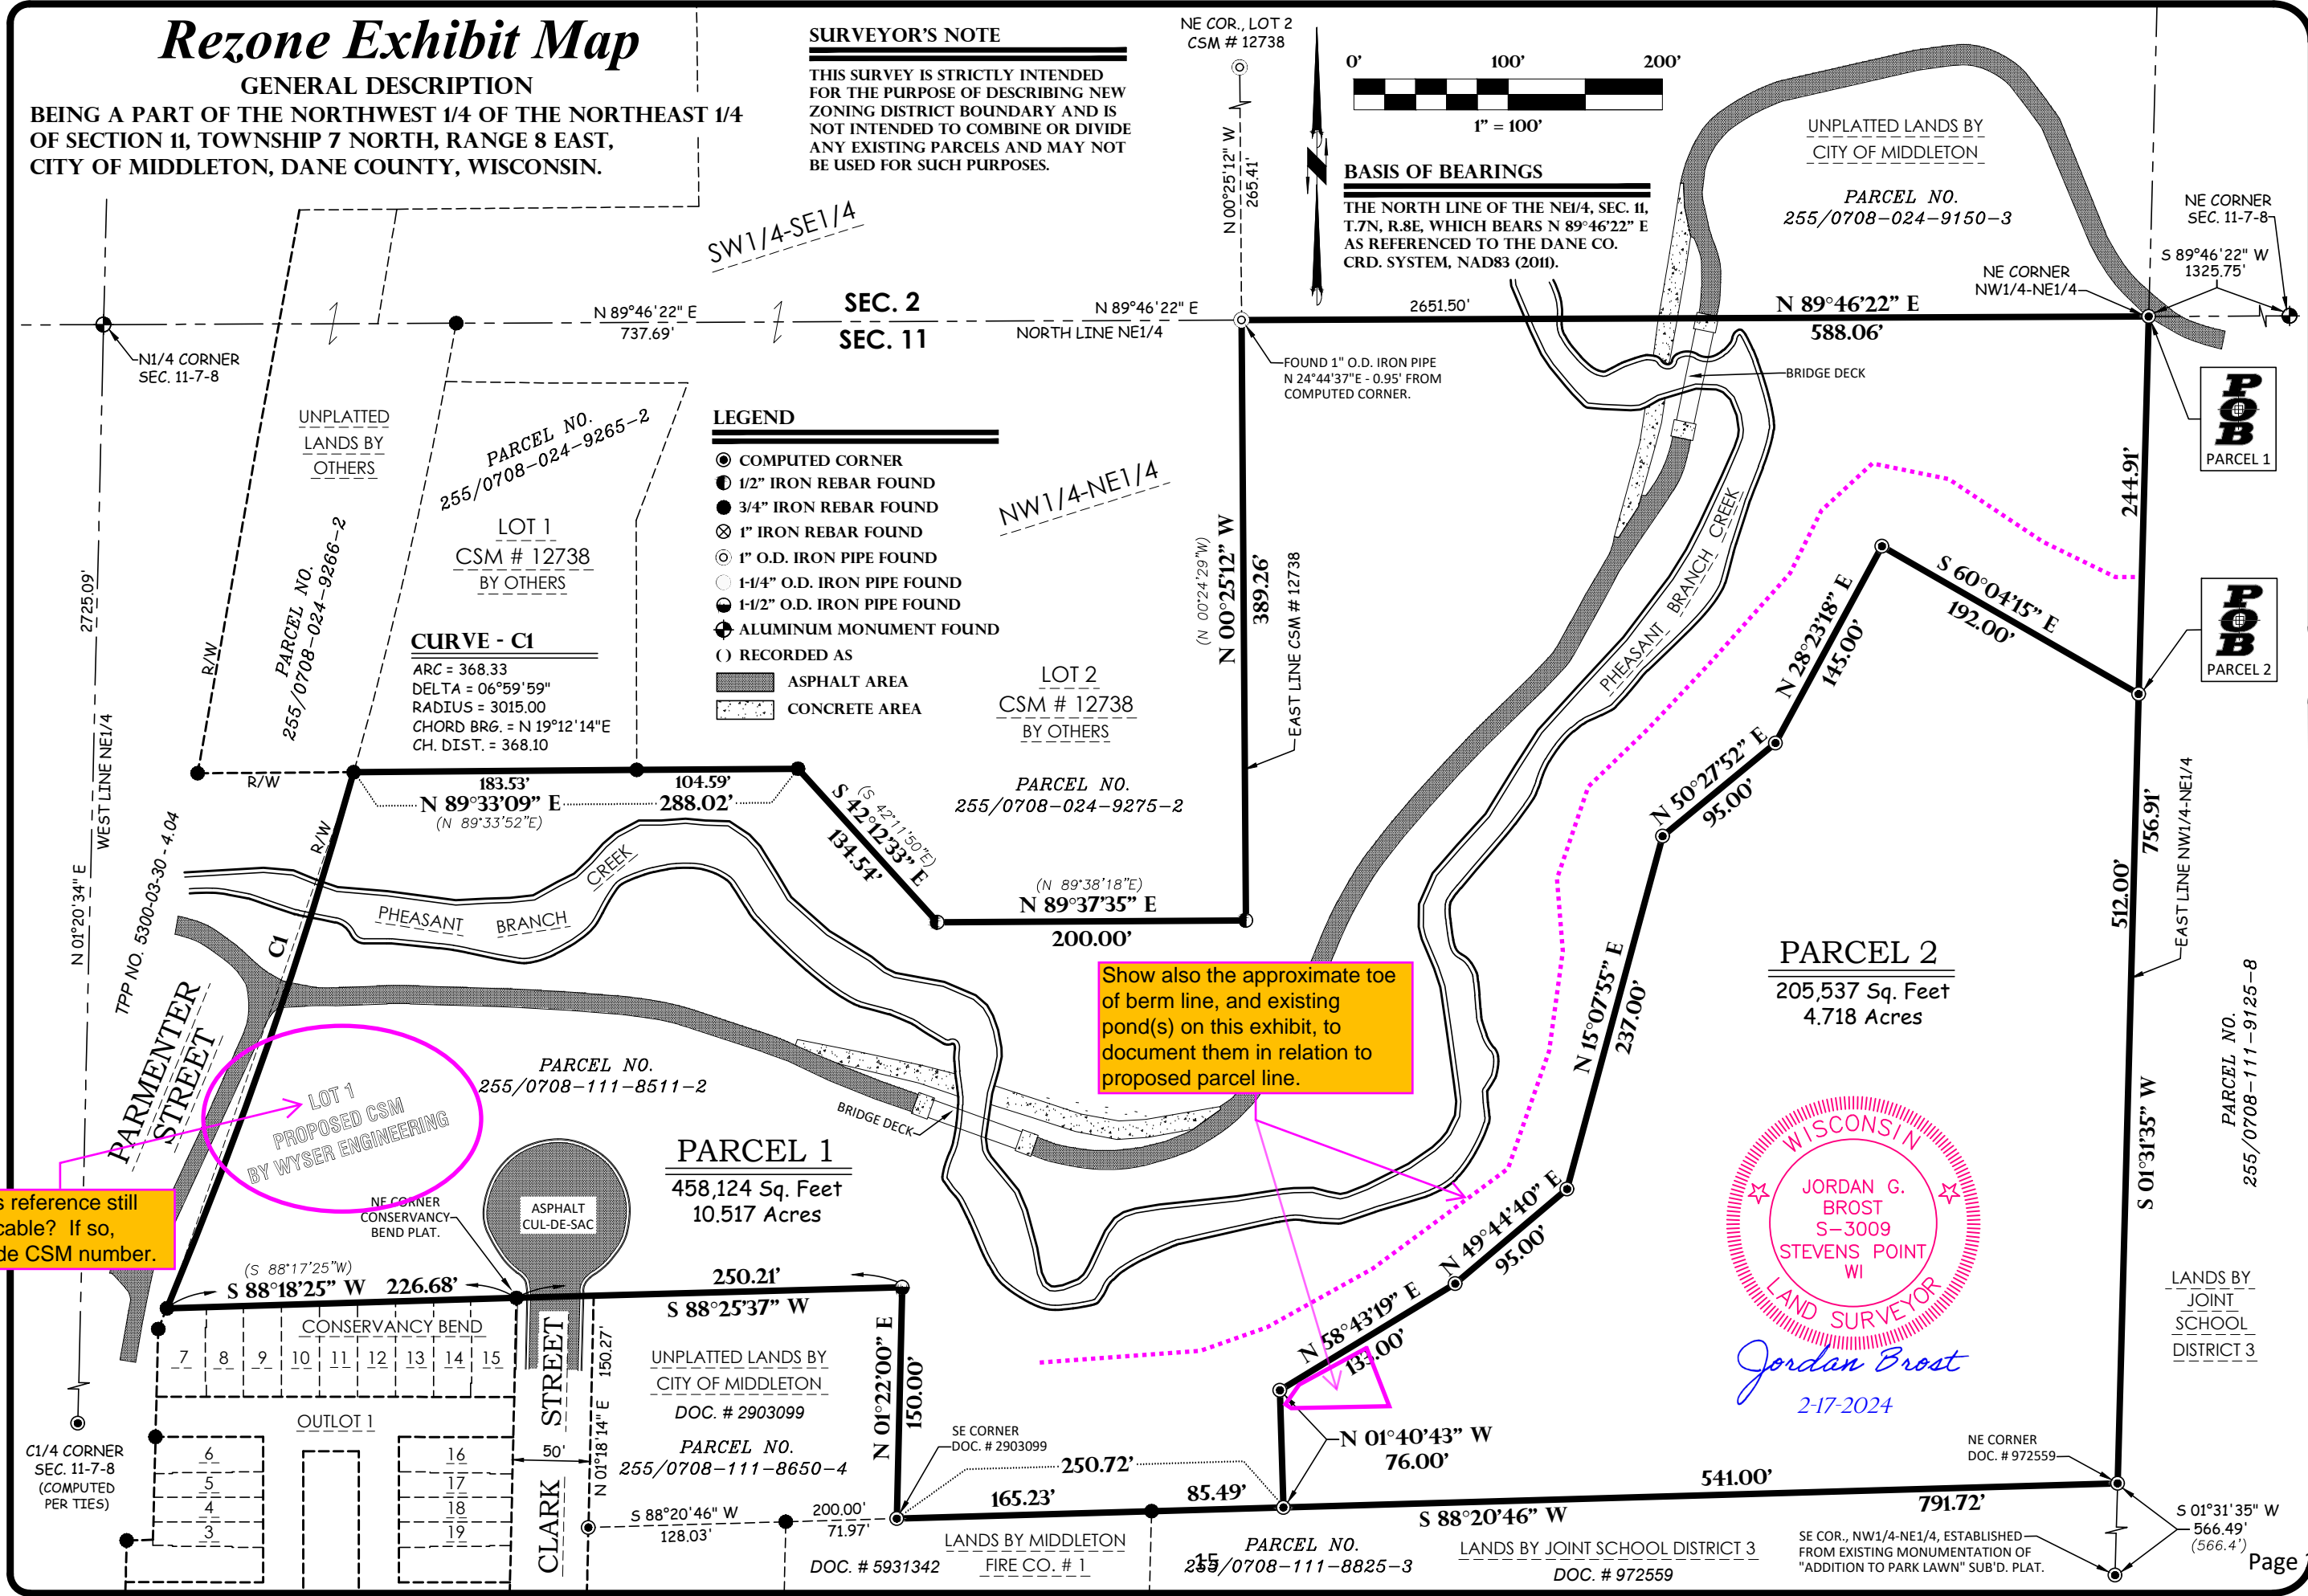 Rezone Exhibit Map
GENERAL DESCRIPTION
BEING A PART OF THE NORTHWEST 1/4 OF THE NORTHEAST 1/4
OF SECTION 11, TOWNSHIP 7 NORTH, RANGE 8 EAST,
CITY OF MIDDLETON, DANE COUNTY, WISCONSIN.
SURVEYOR'S NOTE
THIS SURVEY IS STRICTLY INTENDED
FOR THE PURPOSE OF DESCRIBING NEW
ZONING DISTRICT BOUNDARY AND IS
NOT INTENDED TO COMBINE OR DIVIDE
ANY EXISTING PARCELS AND MAY NOT
BE USED FOR SUCH PURPOSES.
NE COR., LOT 2
CSM # 12738
N 00°25'12" W
265.41'
0' 100' 200'
1" = 100'
BASIS OF BEARINGS
THE NORTH LINE OF THE NE1/4, SEC. 11,
T.7N, R.8E, WHICH BEARS N 89°46'22" E
AS REFERENCED TO THE DANE CO.
CRD. SYSTEM, NAD83 (2011).
UNPLATTED LANDS BY
CITY OF MIDDLETON
PARCEL NO.
255/0708-024-9150-3
NE CORNER
SEC. 11-7-8
S 89°46'22" W
1325.75'
NE CORNER
NW1/4-NE1/4
SW1/4-SE1/4
SEC. 2
SEC. 11
N 89°46'22" E
737.69'
N 89°46'22" E
NORTH LINE NE1/4
2651.50'
N 89°46'22" E
588.06'
N1/4 CORNER
SEC. 11-7-8
FOUND 1" O.D. IRON PIPE
N 24°44'37"E - 0.95' FROM
COMPUTED CORNER.
BRIDGE DECK
POB
PARCEL 1
UNPLATTED
LANDS BY
OTHERS
PARCEL NO.
255/0708-024-9265-2
LOT 1
CSM # 12738
BY OTHERS
PARCEL NO.
255/0708-024-9266-2
R/W
R/W
R/W
2725.09'
WEST LINE NE1/4
N 01°20'34" E
LEGEND
COMPUTED CORNER
1/2" IRON REBAR FOUND
3/4" IRON REBAR FOUND
1" IRON REBAR FOUND
1" O.D. IRON PIPE FOUND
1-1/4" O.D. IRON PIPE FOUND
1-1/2" O.D. IRON PIPE FOUND
ALUMINUM MONUMENT FOUND
( ) RECORDED AS
ASPHALT AREA
CONCRETE AREA
NW1/4-NE1/4
CURVE - C1
ARC = 368.33
DELTA = 06°59'59"
RADIUS = 3015.00
CHORD BRG. = N 19°12'14"E
CH. DIST. = 368.10
LOT 2
CSM # 12738
BY OTHERS
PARCEL NO.
255/0708-024-9275-2
(N 00°24'29"W)
N 00°25'12" W
389.26'
EAST LINE CSM # 12738
PHEASANT BRANCH CREEK
244.91'
S 60°04'15" E
192.00'
N 28°23'18" E
145.00'
POB
PARCEL 2
N 50°27'52" E
95.00'
183.53' 104.59'
N 89°33'09" E 288.02'
(N 89°33'52"E)
(S 42°11'50"E)
S 42°12'33" E
134.54'
(N 89°38'18"E)
N 89°37'35" E
200.00'
PHEASANT BRANCH CREEK
TPP NO. 5300-03-30 - 4.04
C1
PARMENTER
STREET
Show also the approximate toe
of berm line, and existing
pond(s) on this exhibit, to
document them in relation to
proposed parcel line.
N 15°07'55" E
237.00'
PARCEL 2
205,537 Sq. Feet
4.718 Acres
512.00'
756.91'
EAST LINE NW1/4-NE1/4
S 01°31'35" W
PARCEL NO.
255/0708-111-9125-8
LOT 1
PROPOSED CSM
BY WYSER ENGINEERING
PARCEL NO.
255/0708-111-8511-2
BRIDGE DECK
PARCEL 1
458,124 Sq. Feet
10.517 Acres
s reference still
cable? If so,
de CSM number.
NE CORNER
CONSERVANCY
BEND PLAT.
ASPHALT
CUL-DE-SAC
WISCONSIN
JORDAN G.
BROST
S-3009
STEVENS POINT
WI
LAND SURVEYOR
Jordan Brost
2-17-2024
LANDS BY
JOINT
SCHOOL
DISTRICT 3
N 49°44'40" E
95.00'
N 58°43'19" E
133.00'
(S 88°17'25"W)
S 88°18'25" W 226.68'
250.21'
S 88°25'37" W
CONSERVANCY BEND
7 8 9 10 11 12 13 14 15
OUTLOT 1
6
5
4
3
16
17
18
19
50'
CLARK STREET
150.27'
N 01°18'14" E
UNPLATTED LANDS BY
CITY OF MIDDLETON
DOC. # 2903099
PARCEL NO.
255/0708-111-8650-4
N 01°22'00" E
150.00'
SE CORNER
DOC. # 2903099
250.72'
N 01°40'43" W
76.00'
165.23'
85.49'
541.00'
S 88°20'46" W
791.72'
NE CORNER
DOC. # 972559
C1/4 CORNER
SEC. 11-7-8
(COMPUTED
PER TIES)
S 88°20'46" W
128.03'
200.00'
71.97'
DOC. # 5931342
LANDS BY MIDDLETON
FIRE CO. # 1
15
PARCEL NO.
255/0708-111-8825-3
LANDS BY JOINT SCHOOL DISTRICT 3
DOC. # 972559
SE COR., NW1/4-NE1/4, ESTABLISHED
FROM EXISTING MONUMENTATION OF
"ADDITION TO PARK LAWN" SUB'D. PLAT.
S 01°31'35" W
566.49'
(566.4')
Page